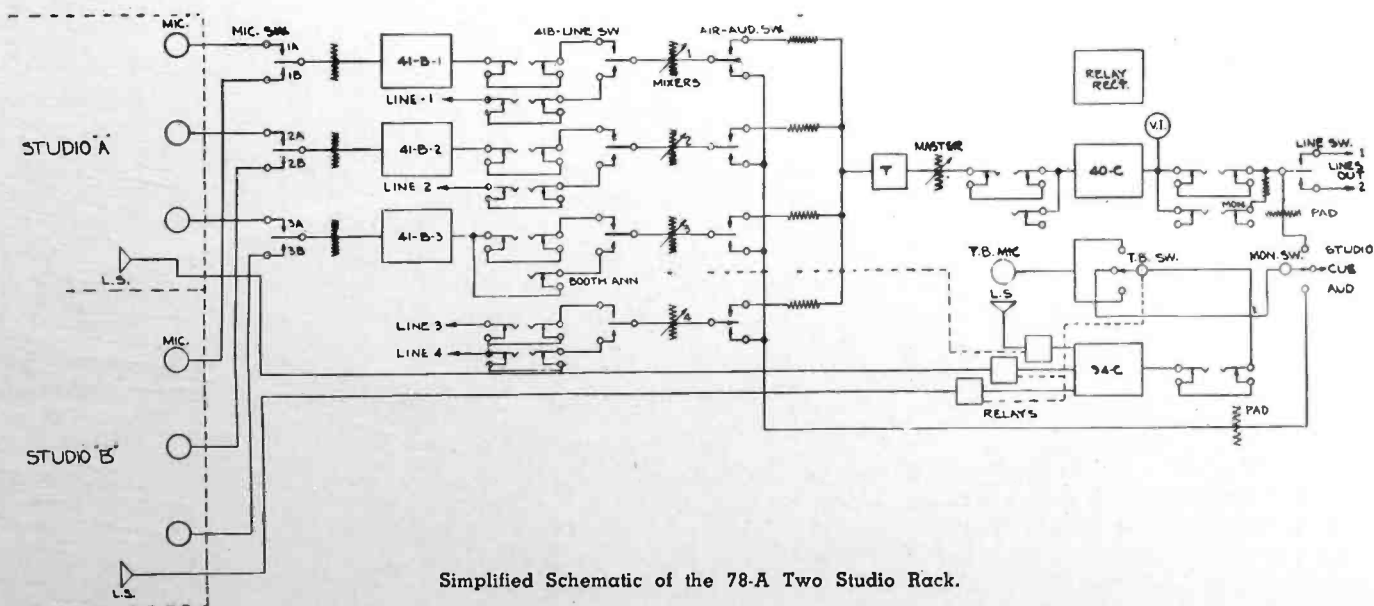 MIC.
MIC. SW.
41B-LINE SW
AIR-AUD. SW.
1A
1B
41-B-1
1
MIXERS
LINE-1
RELAY
RECT.
V.I.
STUDIO "A"
2A
2B
41-B-2
2
LINE 2
T
MASTER
40-C
LINE SW.
1
LINES
OUT
2
MON.
PAD
3A
3B
41-B-3
3
BOOTH ANN
L.S.
T.B. MIC
T.B. SW.
MON. SW.
STUDIO
CUE
AUD
L.S
LINE 3
4
LINE 4
MIC.
94-C
RELAYS
PAD
STUDIO "B"
L.S.
Simplified Schematic of the 78-A Two Studio Rack.